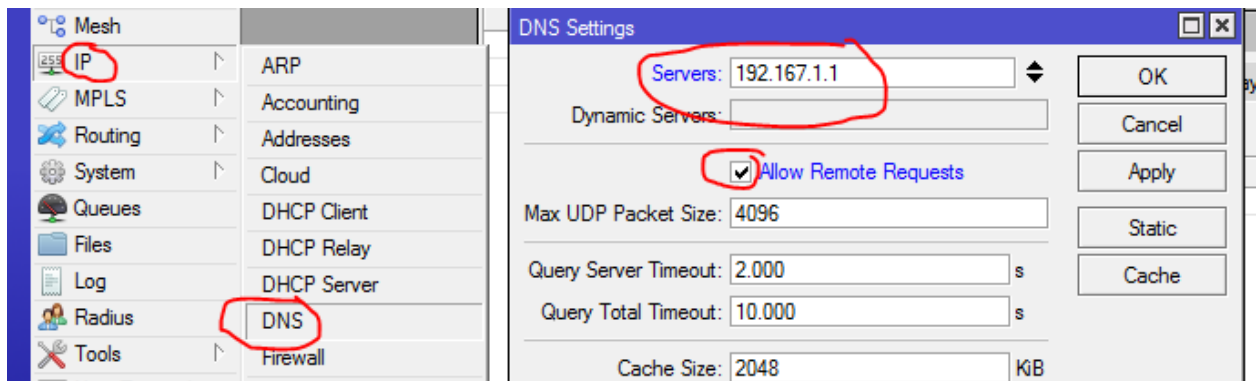 Mesh
IP
MPLS
Routing
System
Queues
Files
Log
Radius
Tools
ARP
Accounting
Addresses
Cloud
DHCP Client
DHCP Relay
DHCP Server
DNS
Firewall
DNS Settings
Servers: 192.167.1.1
Dynamic Servers:
Allow Remote Requests
Max UDP Packet Size: 4096
Query Server Timeout: 2.000 s
Query Total Timeout: 10.000 s
Cache Size: 2048 KiB
OK
Cancel
Apply
Static
Cache